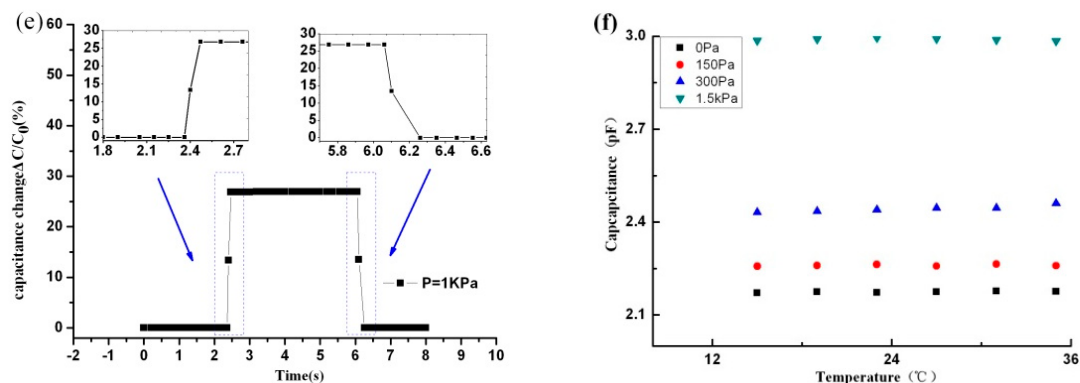 (e)
capacitance changeΔC/C0(%)
60
50
40
30
20
10
0
-2 -1 0 1 2 3 4 5 6 7 8 9 10
Time(s)
30
25
20
15
10
5
0
1.8 2.1 2.4 2.7
30
25
20
15
10
5
0
5.8 6.0 6.2 6.4 6.6
P=1KPa
(f)
Capcapcitance (pF)
3.0
2.7
2.4
2.1
0Pa
150Pa
300Pa
1.5kPa
12 24 36
Temperature（℃）